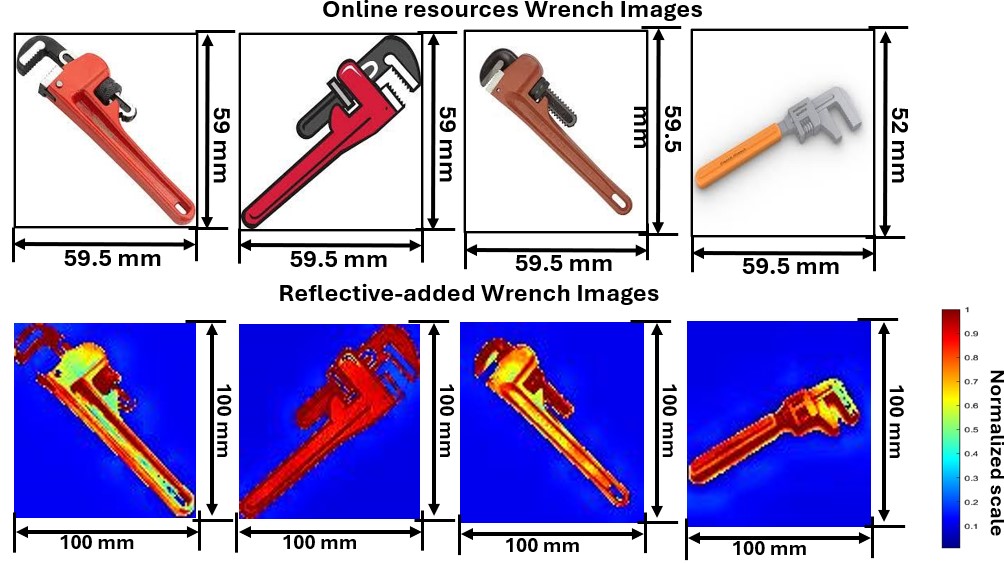 Online resources Wrench Images
59 mm
59 mm
59.5 mm
52 mm
59.5 mm
59.5 mm
59.5 mm
59.5 mm
Reflective-added Wrench Images
100 mm
100 mm
100 mm
100 mm
1
0.9
0.8
0.7
0.6
0.5
0.4
0.3
0.2
0.1
Normalized scale
100 mm
100 mm
100 mm
100 mm